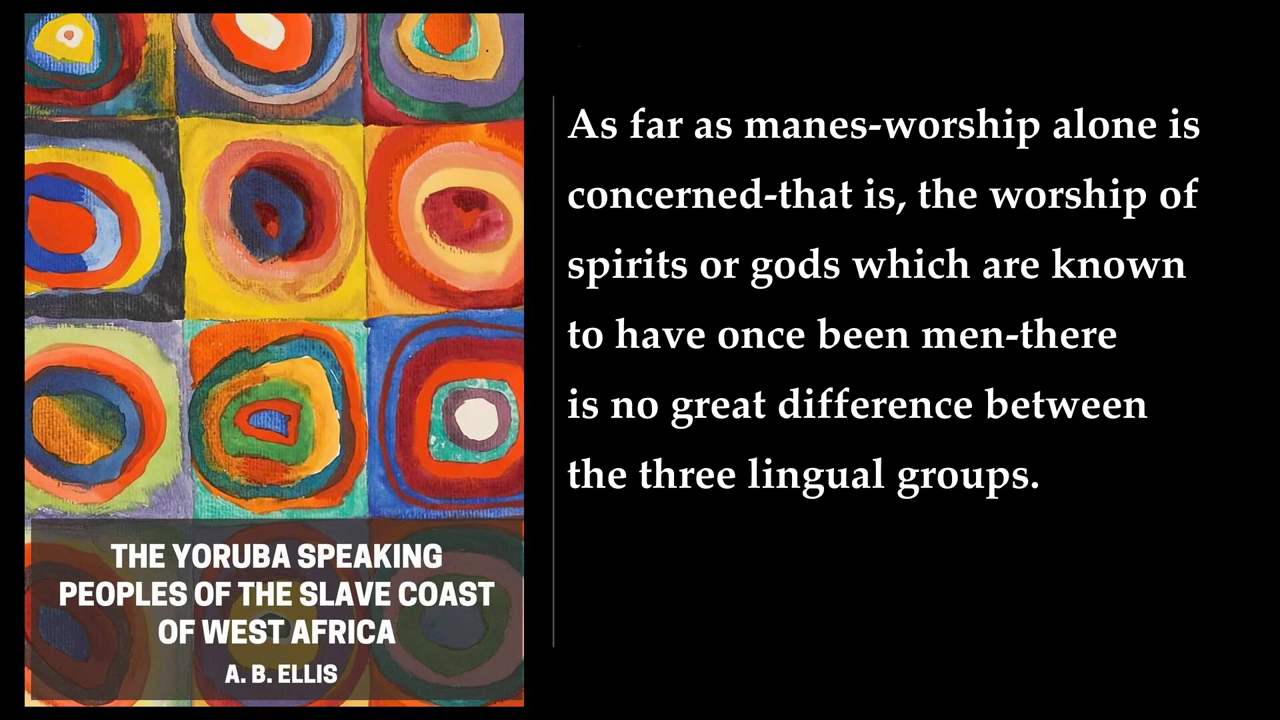 THE YORUBA SPEAKING
PEOPLES OF THE SLAVE COAST
OF WEST AFRICA
A. B. ELLIS
As far as manes-worship alone is
concerned-that is, the worship of
spirits or gods which are known
to have once been men-there
is no great difference between
the three lingual groups.